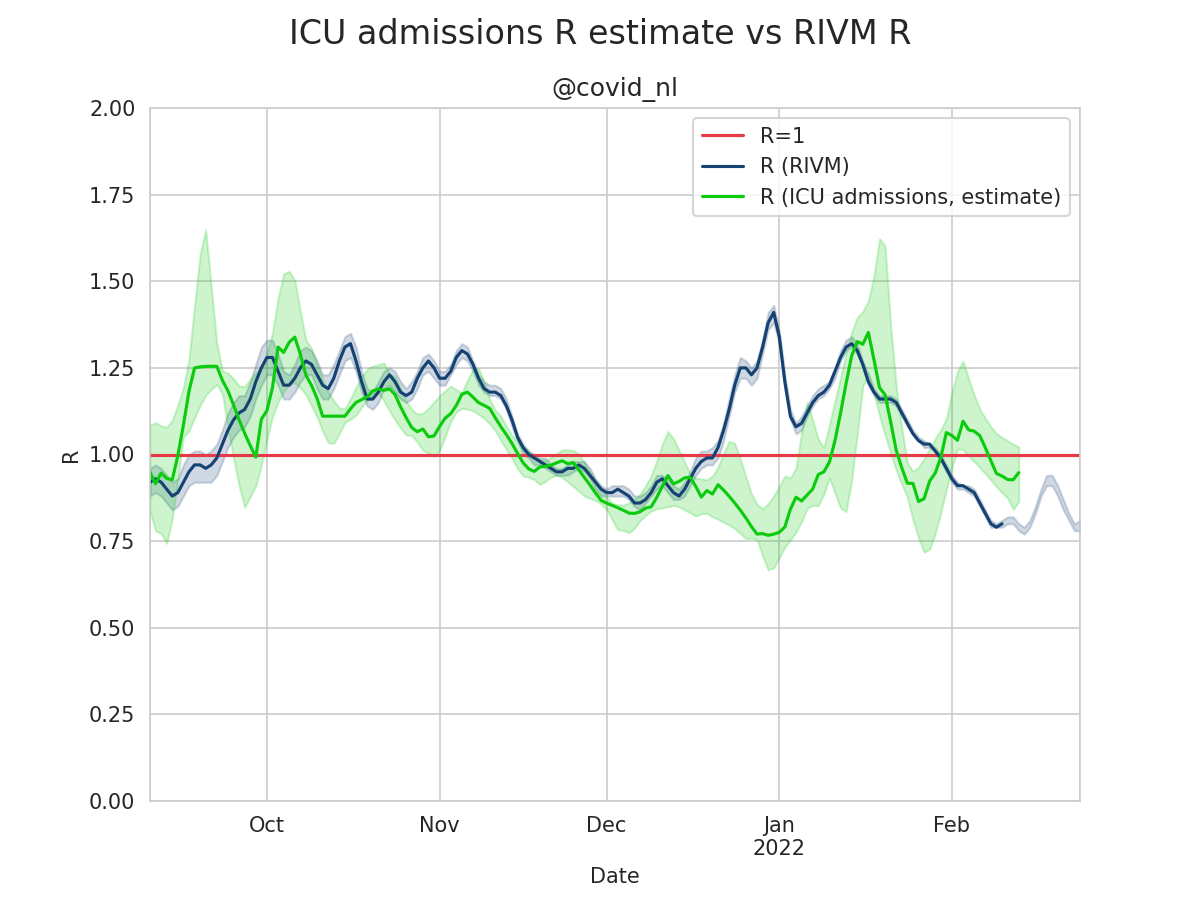 ICU admissions R estimate vs RIVM R
@covid_nl
2.00
R=1
R (RIVM)
R (ICU admissions, estimate)
1.75
1.50
1.25
1.00
R
0.75
0.50
0.25
0.00
Oct
Nov
Dec
Jan
Feb
2022
Date